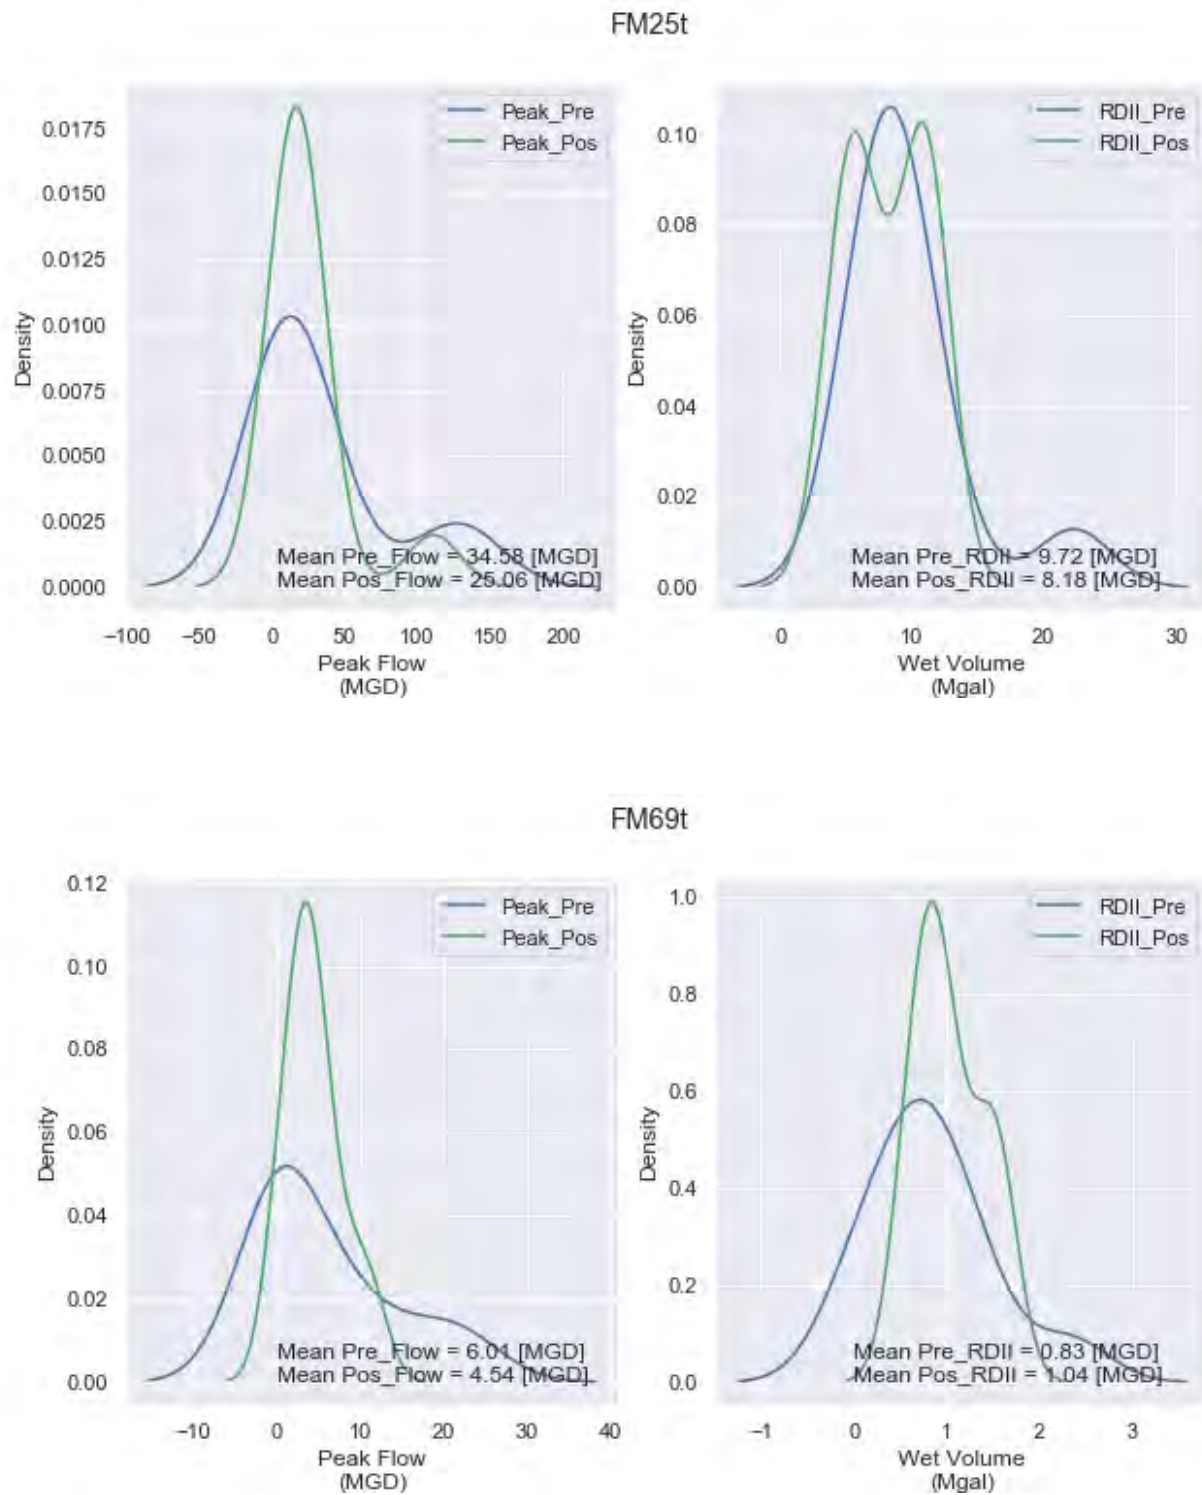 FM25t
Peak_Pre
Peak_Pos
0.0175
0.0150
0.0125
0.0100
0.0075
0.0050
0.0025
0.0000
Density
Mean Pre_Flow = 34.58 [MGD]
Mean Pos_Flow = 25.06 [MGD]
−100 −50 0 50 100 150 200
Peak Flow
(MGD)
RDII_Pre
RDII_Pos
0.10
0.08
0.06
0.04
0.02
0.00
Density
Mean Pre_RDII = 9.72 [MGD]
Mean Pos_RDII = 8.18 [MGD]
0 10 20 30
Wet Volume
(Mgal)
FM69t
Peak_Pre
Peak_Pos
0.12
0.10
0.08
0.06
0.04
0.02
0.00
Density
Mean Pre_Flow = 6.01 [MGD]
Mean Pos_Flow = 4.54 [MGD]
−10 0 10 20 30 40
Peak Flow
(MGD)
RDII_Pre
RDII_Pos
1.0
0.8
0.6
0.4
0.2
0.0
Density
Mean Pre_RDII = 0.83 [MGD]
Mean Pos_RDII = 1.04 [MGD]
−1 0 1 2 3
Wet Volume
(Mgal)